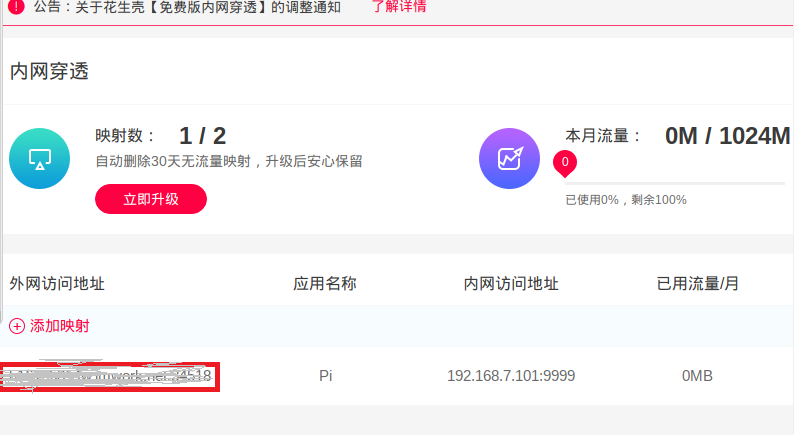 ! 公告：关于花生壳【免费版内网穿透】的调整通知 了解详情
内网穿透
映射数： 1 / 2
自动删除30天无流量映射，升级后安心保留
立即升级
本月流量： 0M / 1024M
0
已使用0%，剩余100%
外网访问地址 应用名称 内网访问地址 已用流量/月
添加映射
Pi 192.168.7.101:9999 0MB